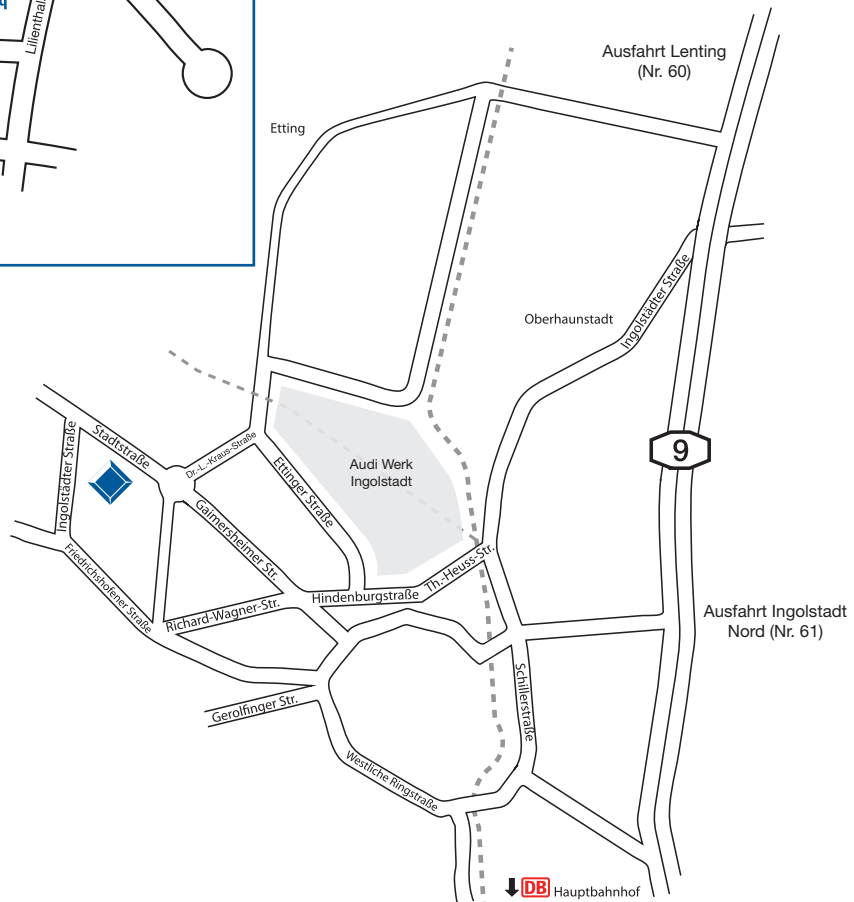 Lilienthal
Ausfahrt Lenting
(Nr. 60)
Etting
Oberhaunstadt
Ingolstädter Straße
9
Stadtstraße
Dr.-L.-Kraus-Straße
Ingolstädter Straße
Ettinger Straße
Audi Werk
Ingolstadt
Gaimersheimer Str.
Friedrichshofener Straße
Th.-Heuss-Str.
Hindenburgstraße
Richard-Wagner-Str.
Ausfahrt Ingolstadt
Nord (Nr. 61)
Gerolfinger Str.
Schillerstraße
Westliche Ringstraße
DB Hauptbahnhof